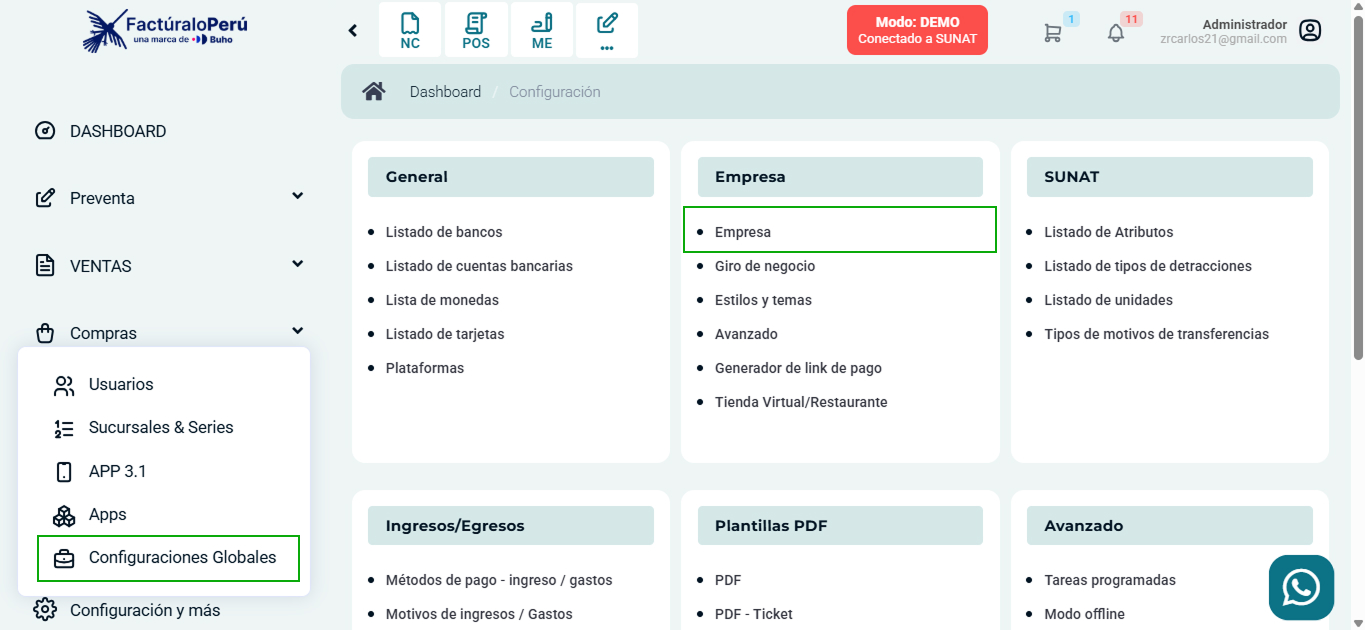 FactúraloPerú
una marca de Buho
NC
POS
ME
...
Modo: DEMO
Conectado a SUNAT
1
11
Administrador
zrcarlos21@gmail.com
Dashboard / Configuración
DASHBOARD
Preventa
VENTAS
Compras
Usuarios
Sucursales & Series
APP 3.1
Apps
Configuraciones Globales
Configuración y más
General
Listado de bancos
Listado de cuentas bancarias
Lista de monedas
Listado de tarjetas
Plataformas
Empresa
Empresa
Giro de negocio
Estilos y temas
Avanzado
Generador de link de pago
Tienda Virtual/Restaurante
SUNAT
Listado de Atributos
Listado de tipos de detracciones
Listado de unidades
Tipos de motivos de transferencias
Ingresos/Egresos
Métodos de pago - ingreso / gastos
Motivos de ingresos / Gastos
Plantillas PDF
PDF
PDF - Ticket
Avanzado
Tareas programadas
Modo offline